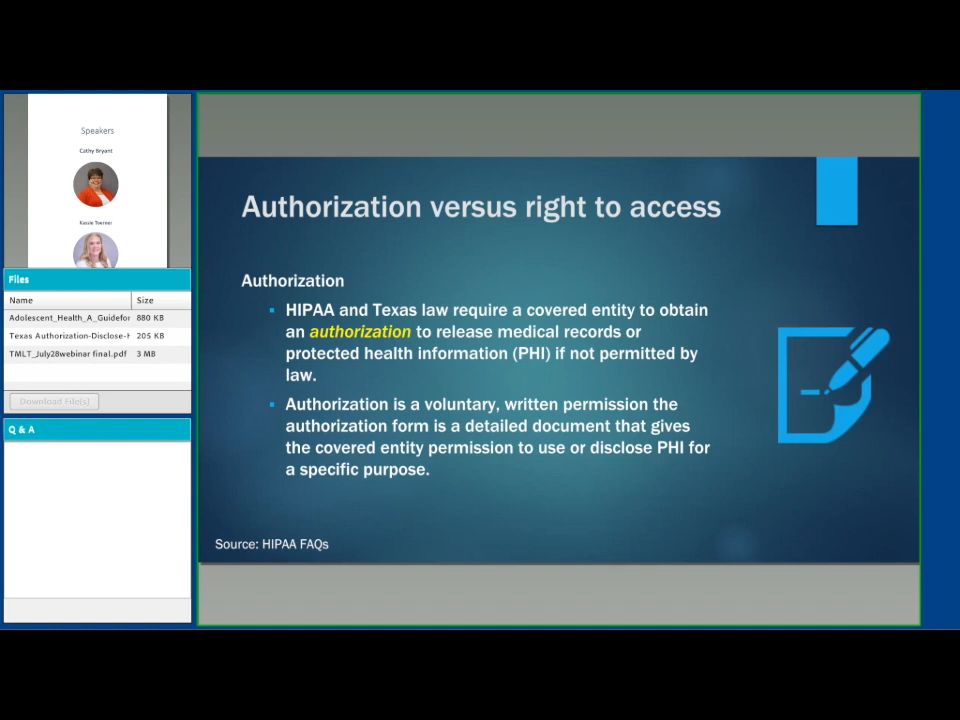 Speakers
Cathy Bryant
Kassie Toerner
Files
Name Size
Adolescent_Health_A_Guidefor 880 KB
Texas Authorization-Disclose-H 205 KB
TMLT_July28webinar final.pdf 3 MB
Download File(s)
Q & A
Authorization versus right to access
Authorization
HIPAA and Texas law require a covered entity to obtain
an authorization to release medical records or
protected health information (PHI) if not permitted by
law.
Authorization is a voluntary, written permission the
authorization form is a detailed document that gives
the covered entity permission to use or disclose PHI for
a specific purpose.
Source: HIPAA FAQs